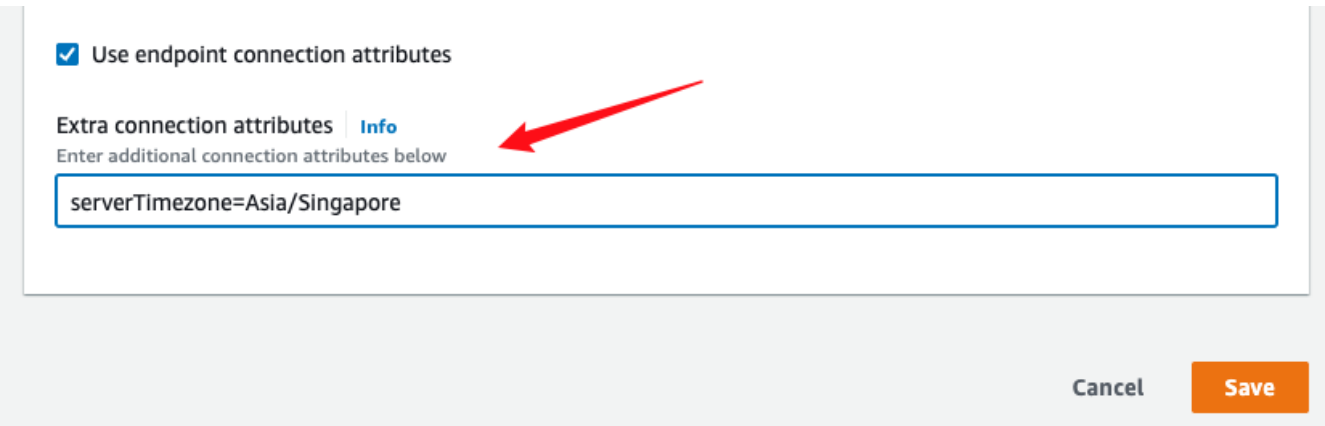 Use endpoint connection attributes
Extra connection attributes Info
Enter additional connection attributes below
serverTimezone=Asia/Singapore
Cancel Save